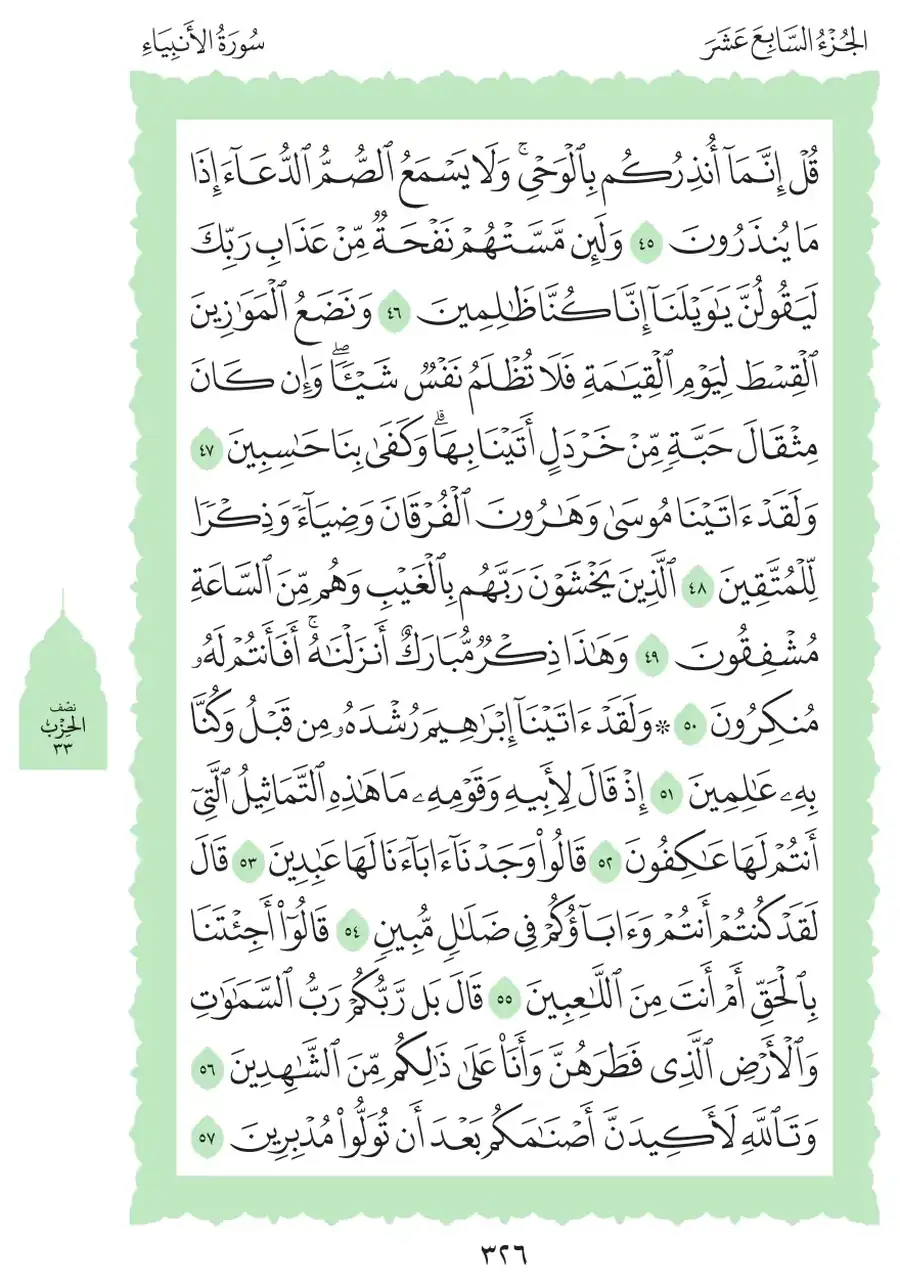 الجُزْءُ السَّابِعَ عَشَرَ
سُورَةُ الأَنبِيَاءِ
قُلْ إِنَّمَآ أُنذِرُكُم بِٱلْوَحْىِۚ وَلَا يَسْمَعُ ٱلصُّمُّ ٱلدُّعَآءَ إِذَا
مَا يُنذَرُونَ ٤٥ وَلَئِن مَّسَّتْهُمْ نَفْحَةٌ مِّنْ عَذَابِ رَبِّكَ
لَيَقُولُنَّ يَٰوَيْلَنَآ إِنَّا كُنَّا ظَٰلِمِينَ ٤٦ وَنَضَعُ ٱلْمَوَٰزِينَ
ٱلْقِسْطَ لِيَوْمِ ٱلْقِيَٰمَةِ فَلَا تُظْلَمُ نَفْسٌ شَيْـًٔاۖ وَإِن كَانَ
مِثْقَالَ حَبَّةٍ مِّنْ خَرْدَلٍ أَتَيْنَا بِهَاۗ وَكَفَىٰ بِنَا حَٰسِبِينَ ٤٧
وَلَقَدْ ءَاتَيْنَا مُوسَىٰ وَهَٰرُونَ ٱلْفُرْقَانَ وَضِيَآءً وَذِكْرًا
لِّلْمُتَّقِينَ ٤٨ ٱلَّذِينَ يَخْشَوْنَ رَبَّهُم بِٱلْغَيْبِ وَهُم مِّنَ ٱلسَّاعَةِ
مُشْفِقُونَ ٤٩ وَهَٰذَا ذِكْرٌ مُّبَارَكٌ أَنزَلْنَٰهُۚ أَفَأَنتُمْ لَهُۥ
مُنكِرُونَ ٥٠ * وَلَقَدْ ءَاتَيْنَآ إِبْرَٰهِيمَ رُشْدَهُۥ مِن قَبْلُ وَكُنَّا
بِهِۦ عَٰلِمِينَ ٥١ إِذْ قَالَ لِأَبِيهِ وَقَوْمِهِۦ مَا هَٰذِهِ ٱلتَّمَاثِيلُ ٱلَّتِىٓ
أَنتُمْ لَهَا عَٰكِفُونَ ٥٢ قَالُوا۟ وَجَدْنَآ ءَابَآءَنَا لَهَا عَٰبِدِينَ ٥٣ قَالَ
لَقَدْ كُنتُمْ أَنتُمْ وَءَابَآؤُكُمْ فِى ضَلَٰلٍ مُّبِينٍ ٥٤ قَالُوٓا۟ أَجِئْتَنَا
بِٱلْحَقِّ أَمْ أَنتَ مِنَ ٱللَّٰعِبِينَ ٥٥ قَالَ بَل رَّبُّكُمْ رَبُّ ٱلسَّمَٰوَٰتِ
وَٱلْأَرْضِ ٱلَّذِى فَطَرَهُنَّ وَأَنَا۠ عَلَىٰ ذَٰلِكُم مِّنَ ٱلشَّٰهِدِينَ ٥٦
وَتَٱللَّهِ لَأَكِيدَنَّ أَصْنَٰمَكُم بَعْدَ أَن تُوَلُّوا۟ مُدْبِرِينَ ٥٧
نِصْف
الحِزْب
٣٣
٣٢٦